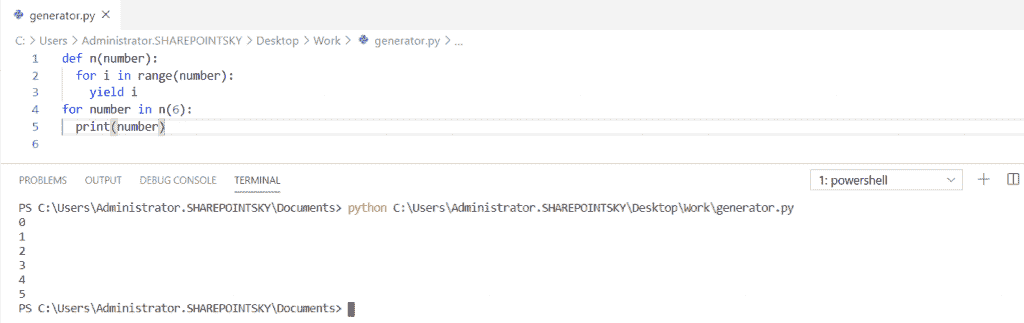 generator.py
C: > Users > Administrator.SHAREPOINTSKY > Desktop > Work > generator.py > ...
1 def n(number):
2   for i in range(number):
3     yield i
4 for number in n(6):
5   print(number)
6
PROBLEMS OUTPUT DEBUG CONSOLE TERMINAL 1: powershell
PS C:\Users\Administrator.SHAREPOINTSKY\Documents> python C:\Users\Administrator.SHAREPOINTSKY\Desktop\Work\generator.py
0
1
2
3
4
5
PS C:\Users\Administrator.SHAREPOINTSKY\Documents>